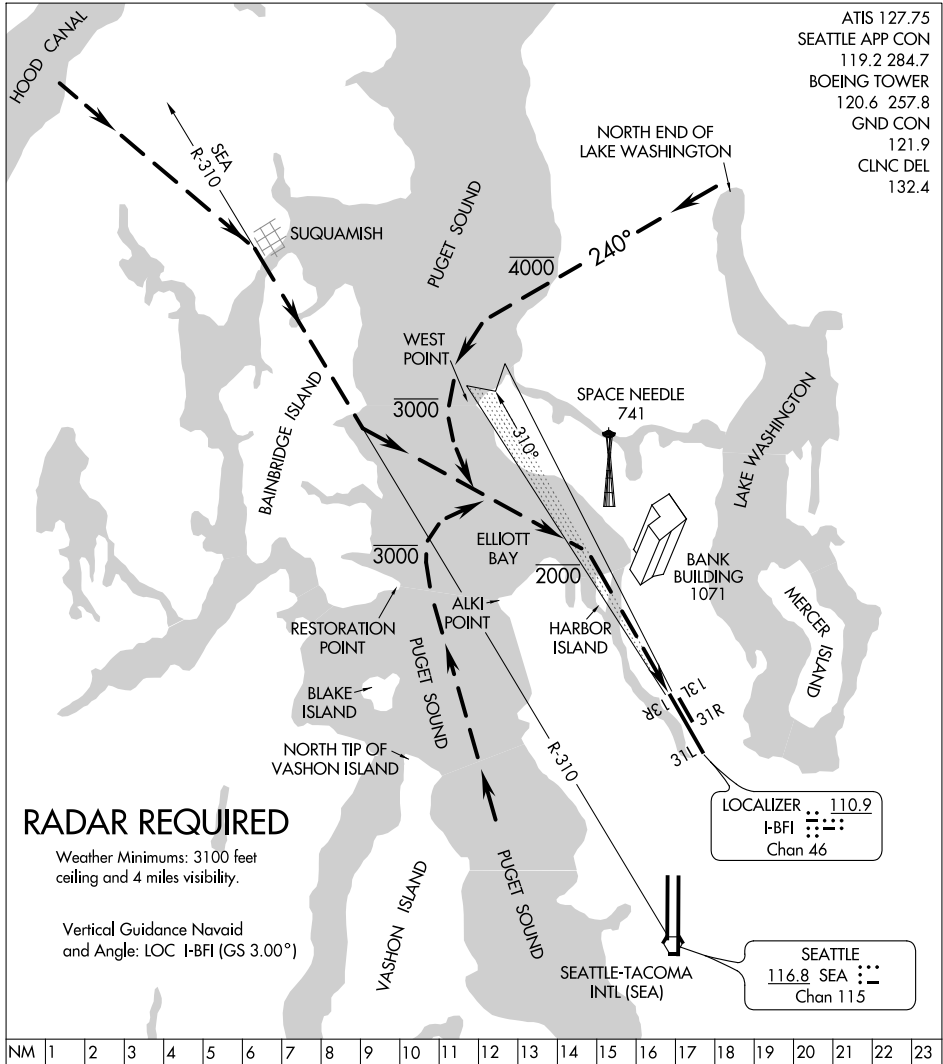 ATIS 127.75
SEATTLE APP CON
119.2 284.7
BOEING TOWER
120.6 257.8
GND CON
121.9
CLNC DEL
132.4
HOOD CANAL
SEA
R-310
NORTH END OF
LAKE WASHINGTON
SUQUAMISH
PUGET SOUND
240°
4000
WEST
POINT
3000
310°
SPACE NEEDLE
741
BAINBRIDGE ISLAND
LAKE WASHINGTON
3000
ELLIOTT
BAY
2000
BANK
BUILDING
1071
ALKI
POINT
HARBOR
ISLAND
MERCER
ISLAND
RESTORATION
POINT
PUGET SOUND
BLAKE
ISLAND
NORTH TIP OF
VASHON ISLAND
R-310
13R
13L
31R
31L
LOCALIZER 110.9
I-BFI
Chan 46
RADAR REQUIRED
Weather Minimums: 3100 feet
ceiling and 4 miles visibility.
Vertical Guidance Navaid
and Angle: LOC I-BFI (GS 3.00°)
VASHON ISLAND
PUGET SOUND
SEATTLE-TACOMA
INTL (SEA)
SEATTLE
116.8 SEA
Chan 115
NM 1 2 3 4 5 6 7 8 9 10 11 12 13 14 15 16 17 18 19 20 21 22 23